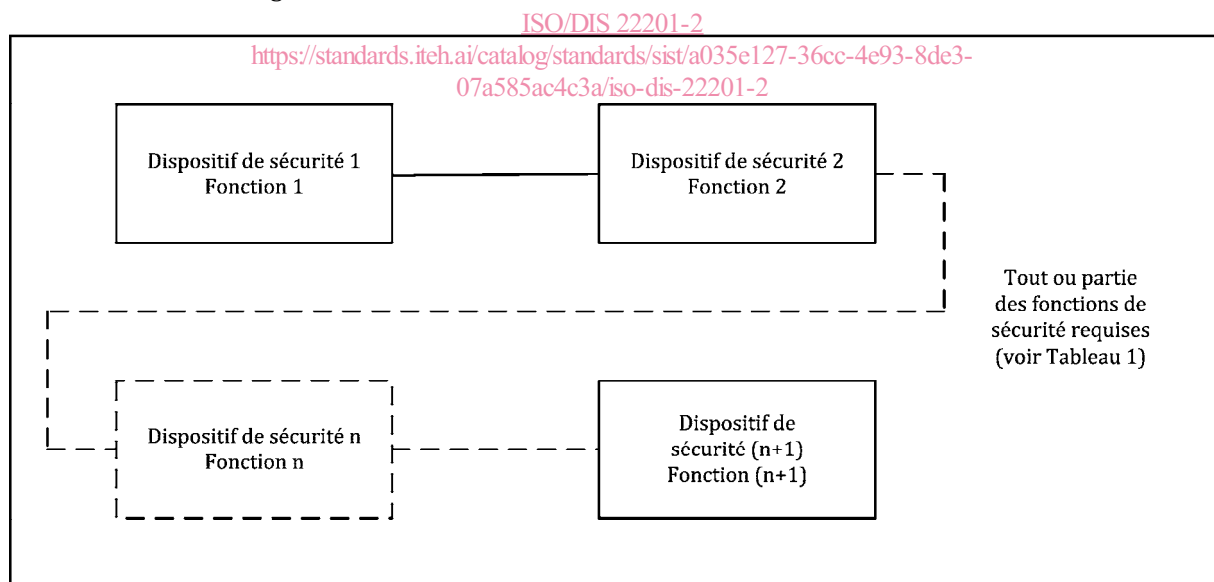 ISO/DIS 22201-2
https://standards.iteh.ai/catalog/standards/sist/a035e127-36cc-4e93-8de3-
07a585ac4c3a/iso-dis-22201-2
Dispositif de sécurité 1
Fonction 1
Dispositif de sécurité 2
Fonction 2
Tout ou partie
des fonctions de
sécurité requises
(voir Tableau 1)
Dispositif de sécurité n
Fonction n
Dispositif de
sécurité (n+1)
Fonction (n+1)